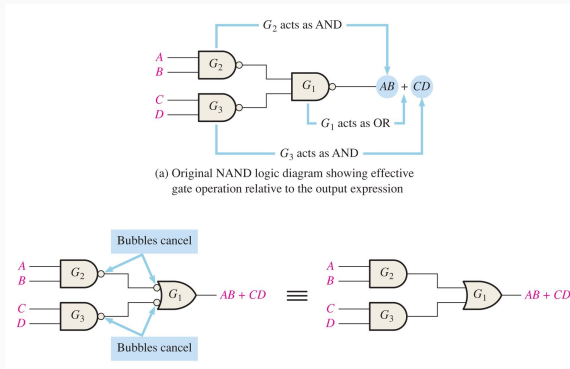 G2 acts as AND
A
B
G2
C
D
G3
G1
AB + CD
G1 acts as OR
G3 acts as AND
(a) Original NAND logic diagram showing effective
gate operation relative to the output expression
Bubbles cancel
A
B
G2
C
D
G3
G1
AB + CD
Bubbles cancel
≡
A
B
G2
C
D
G3
G1
AB + CD